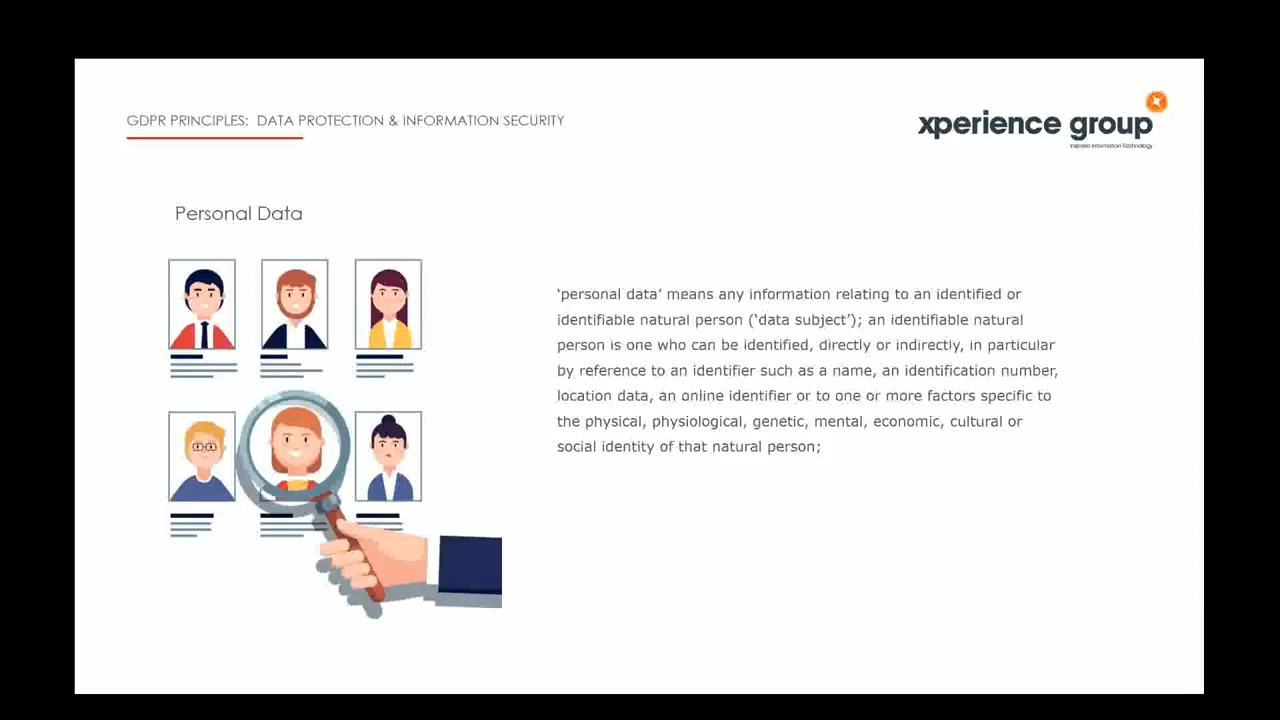 GDPR PRINCIPLES: DATA PROTECTION & INFORMATION SECURITY
xperience group
Inspired Information Technology
Personal Data
‘personal data’ means any information relating to an identified or
identifiable natural person (‘data subject’); an identifiable natural
person is one who can be identified, directly or indirectly, in particular
by reference to an identifier such as a name, an identification number,
location data, an online identifier or to one or more factors specific to
the physical, physiological, genetic, mental, economic, cultural or
social identity of that natural person;